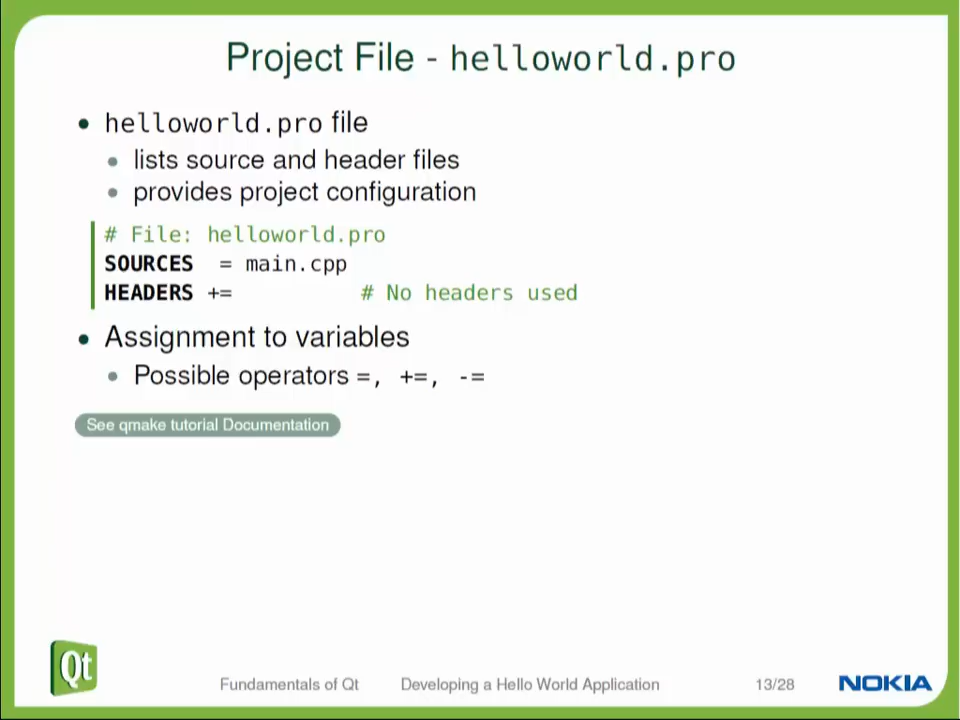 Project File - helloworld.pro
helloworld.pro file
lists source and header files
provides project configuration
# File: helloworld.pro
SOURCES = main.cpp
HEADERS += # No headers used
Assignment to variables
Possible operators =, +=, -=
See qmake tutorial Documentation
Qt
Fundamentals of Qt Developing a Hello World Application 13/28 NOKIA